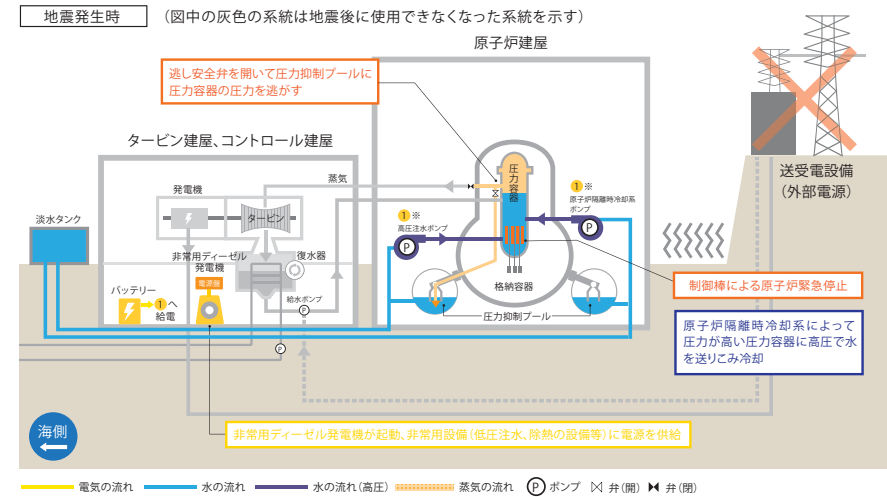 地震発生時
(図中の灰色の系統は地震後に使用できなくなった系統を示す)
原子炉建屋
逃し安全弁を開いて圧力抑制プールに
圧力容器の圧力を逃がす
タービン建屋、コントロール建屋
送受電設備
(外部電源)
蒸気
圧力容器
発電機
タービン
1※
原子炉隔離時冷却系
ポンプ
P
淡水タンク
1※
高圧注水ポンプ
P
非常用ディーゼル
発電機
復水器
電源盤
バッテリー
1へ
給電
給水ポンプ
P
格納容器
圧力抑制プール
制御棒による原子炉緊急停止
原子炉隔離時冷却系によって
圧力が高い圧力容器に高圧で水
を送りこみ冷却
P
海側
非常用ディーゼル発電機が起動、非常用設備(低圧注水、除熱の設備等)に電源を供給
電気の流れ 水の流れ 水の流れ(高圧) 蒸気の流れ P ポンプ 弁(開) 弁(閉)